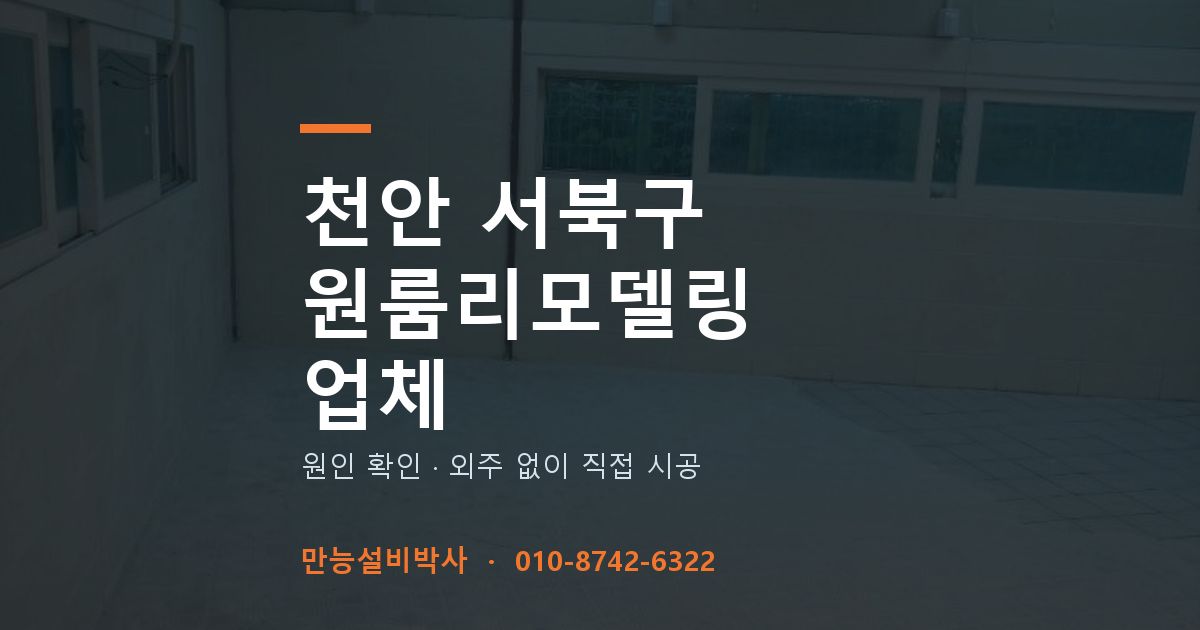 천안 서북구
원룸리모델링
업체
원인 확인 · 외주 없이 직접 시공
만능설비박사 · 010-8742-6322